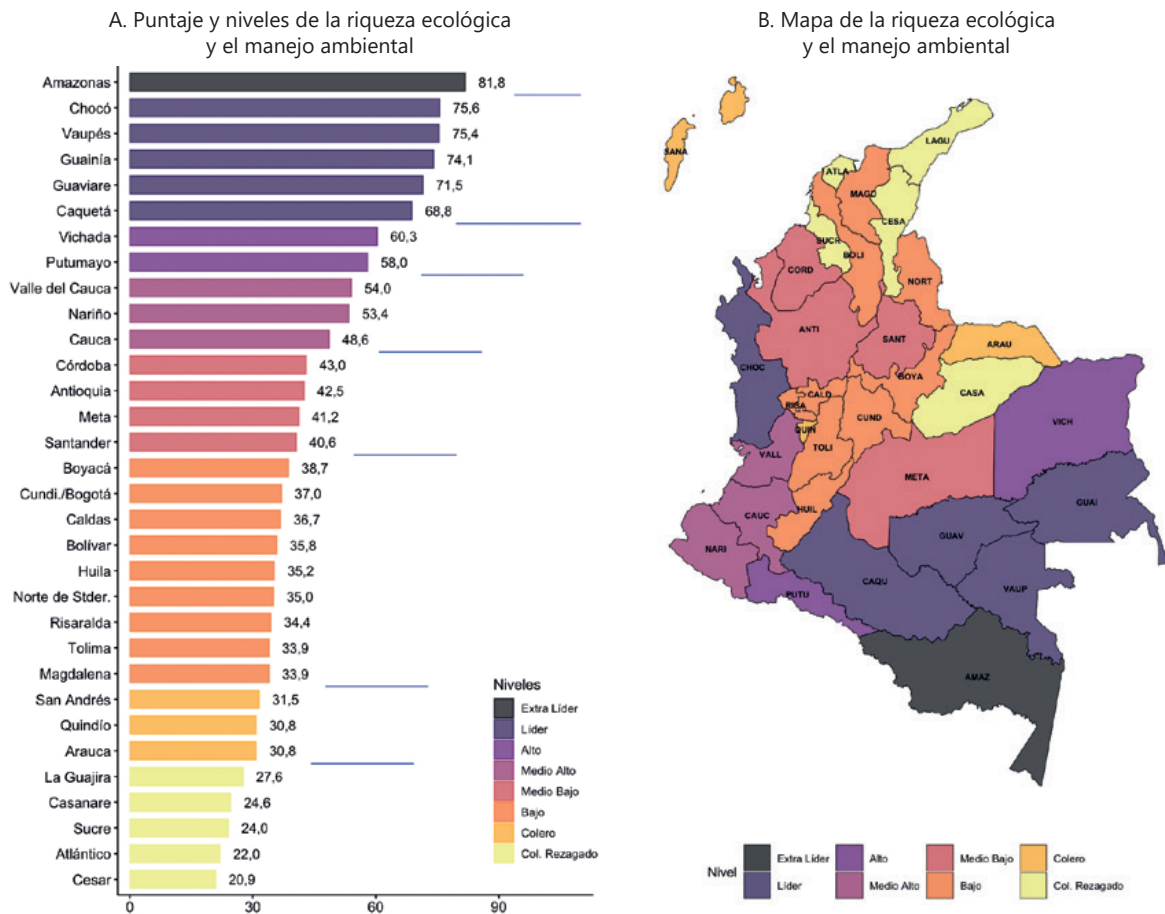 A. Puntaje y niveles de la riqueza ecológica
y el manejo ambiental
Amazonas 81,8
Chocó 75,6
Vaupés 75,4
Guainía 74,1
Guaviare 71,5
Caquetá 68,8
Vichada 60,3
Putumayo 58,0
Valle del Cauca 54,0
Nariño 53,4
Cauca 48,6
Córdoba 43,0
Antioquia 42,5
Meta 41,2
Santander 40,6
Boyacá 38,7
Cundi./Bogotá 37,0
Caldas 36,7
Bolívar 35,8
Huila 35,2
Norte de Stder. 35,0
Risaralda 34,4
Tolima 33,9
Magdalena 33,9
San Andrés 31,5
Quindío 30,8
Arauca 30,8
La Guajira 27,6
Casanare 24,6
Sucre 24,0
Atlántico 22,0
Cesar 20,9
0 30 60 90
Niveles
Extra Líder
Líder
Alto
Medio Alto
Medio Bajo
Bajo
Colero
Col. Rezagado
B. Mapa de la riqueza ecológica
y el manejo ambiental
SANA
LAGU
ATLA
MAGD
CESA
SUCR
BOLI
CORD
NORT
ANTI
SANT
ARAU
CHOC
BOYA
CALD
CASA
RISA
CUND
VICH
QUIN
TOLI
VALL
META
GUAI
CAUC
HUIL
GUAV
NARI
CAQU
VAUP
PUTU
AMAZ
Nivel
Extra Líder Alto Medio Bajo Colero
Líder Medio Alto Bajo Col. Rezagado